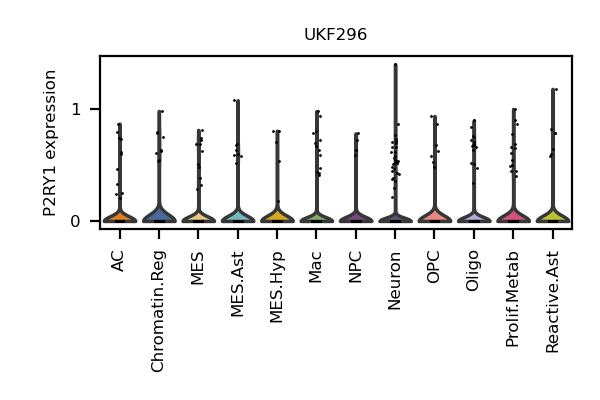 UKF296
P2RY1 expression
1
0
AC
Chromatin.Reg
MES
MES.Ast
MES.Hyp
Mac
NPC
Neuron
OPC
Oligo
Prolif.Metab
Reactive.Ast